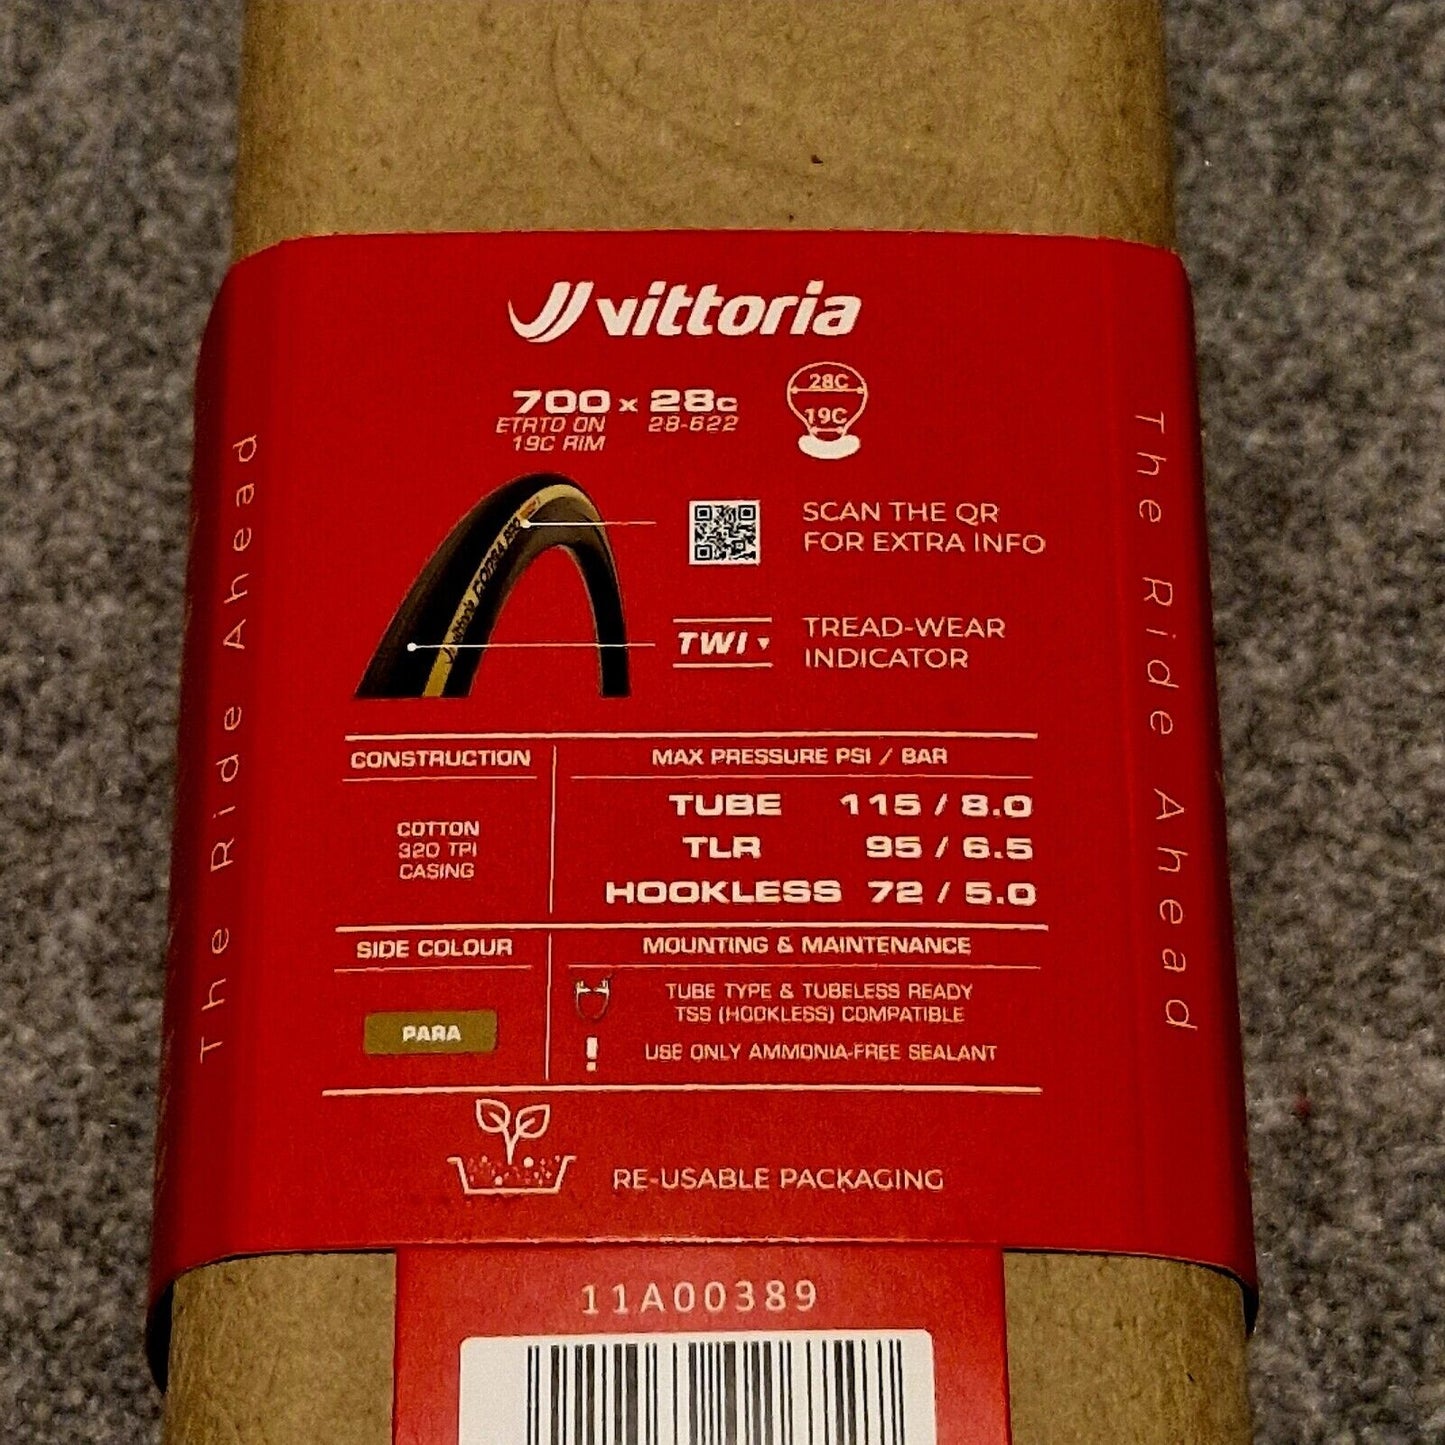 vittoria
700 x 28c
ETRTO ON 28-622
19C RIM
28C
19C
SCAN THE QR
FOR EXTRA INFO
vittoria CORSA PRO
TWI ▼
TREAD-WEAR
INDICATOR
CONSTRUCTION
COTTON
320 TPI
CASING
MAX PRESSURE PSI / BAR
TUBE 115 / 8.0
TLR 95 / 6.5
HOOKLESS 72 / 5.0
SIDE COLOUR
PARA
MOUNTING & MAINTENANCE
TUBE TYPE & TUBELESS READY
TSS (HOOKLESS) COMPATIBLE
! USE ONLY AMMONIA-FREE SEALANT
RE-USABLE PACKAGING
11A00389
The Ride Ahead
The Ride Ahead